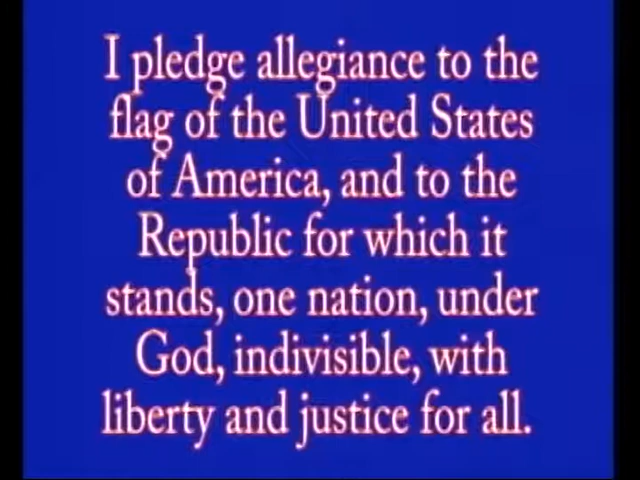 I pledge allegiance to the
flag of the United States
of America, and to the
Republic for which it
stands, one nation, under
God, indivisible, with
liberty and justice for all.